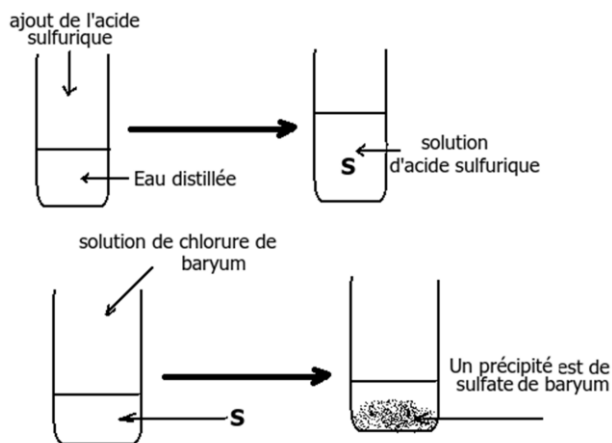 ajout de l'acide
sulfurique
Eau distillée
S
solution
d'acide sulfurique
solution de chlorure de
baryum
S
Un précipité est de
sulfate de baryum